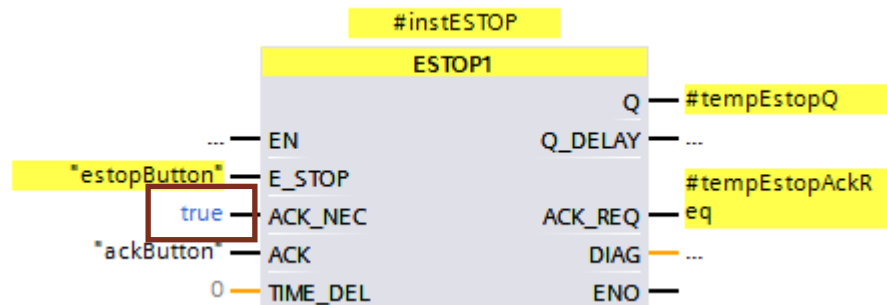 #instESTOP
ESTOP1
Q #tempEstopQ
... EN Q_DELAY ...
"estopButton" E_STOP #tempEstopAckR
true ACK_NEC ACK_REQ eq
"ackButton" ACK DIAG ...
0 TIME_DEL ENO